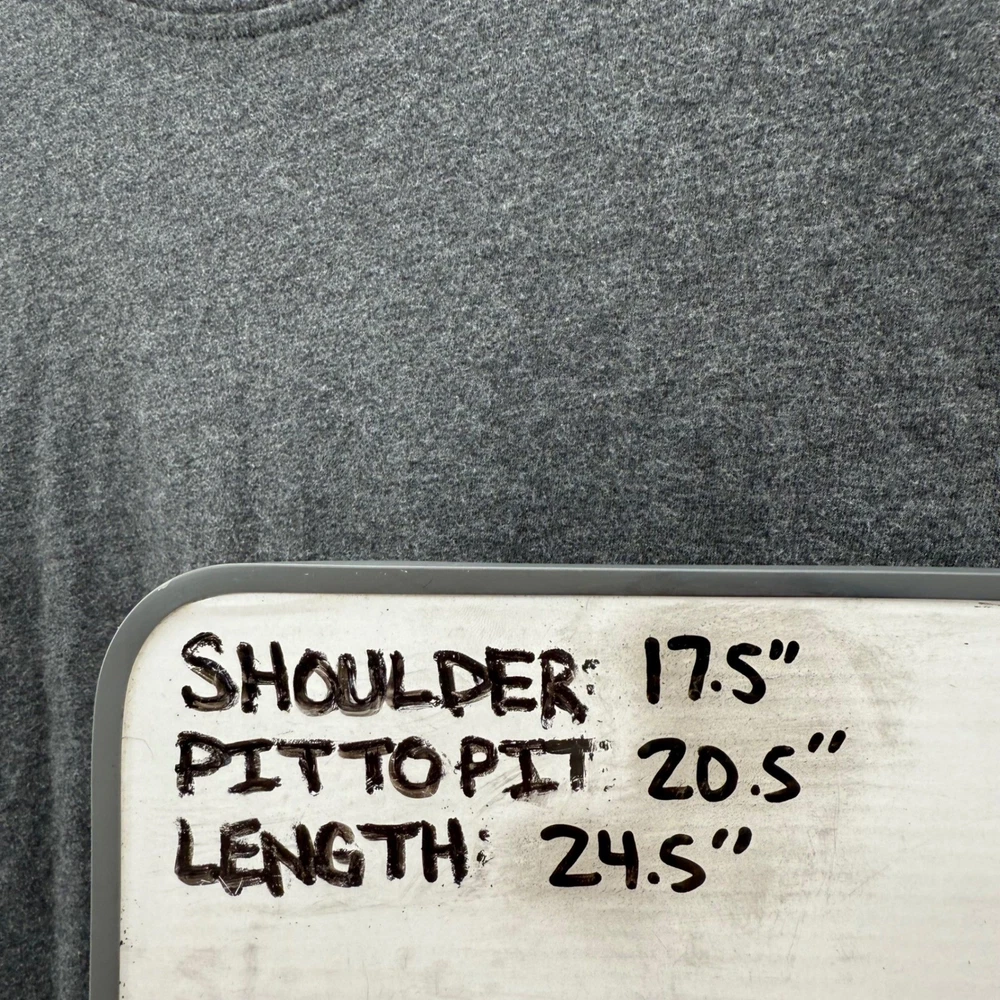 SHOULDER: 17.5"
PIT TO PIT: 20.5"
LENGTH: 24.5"